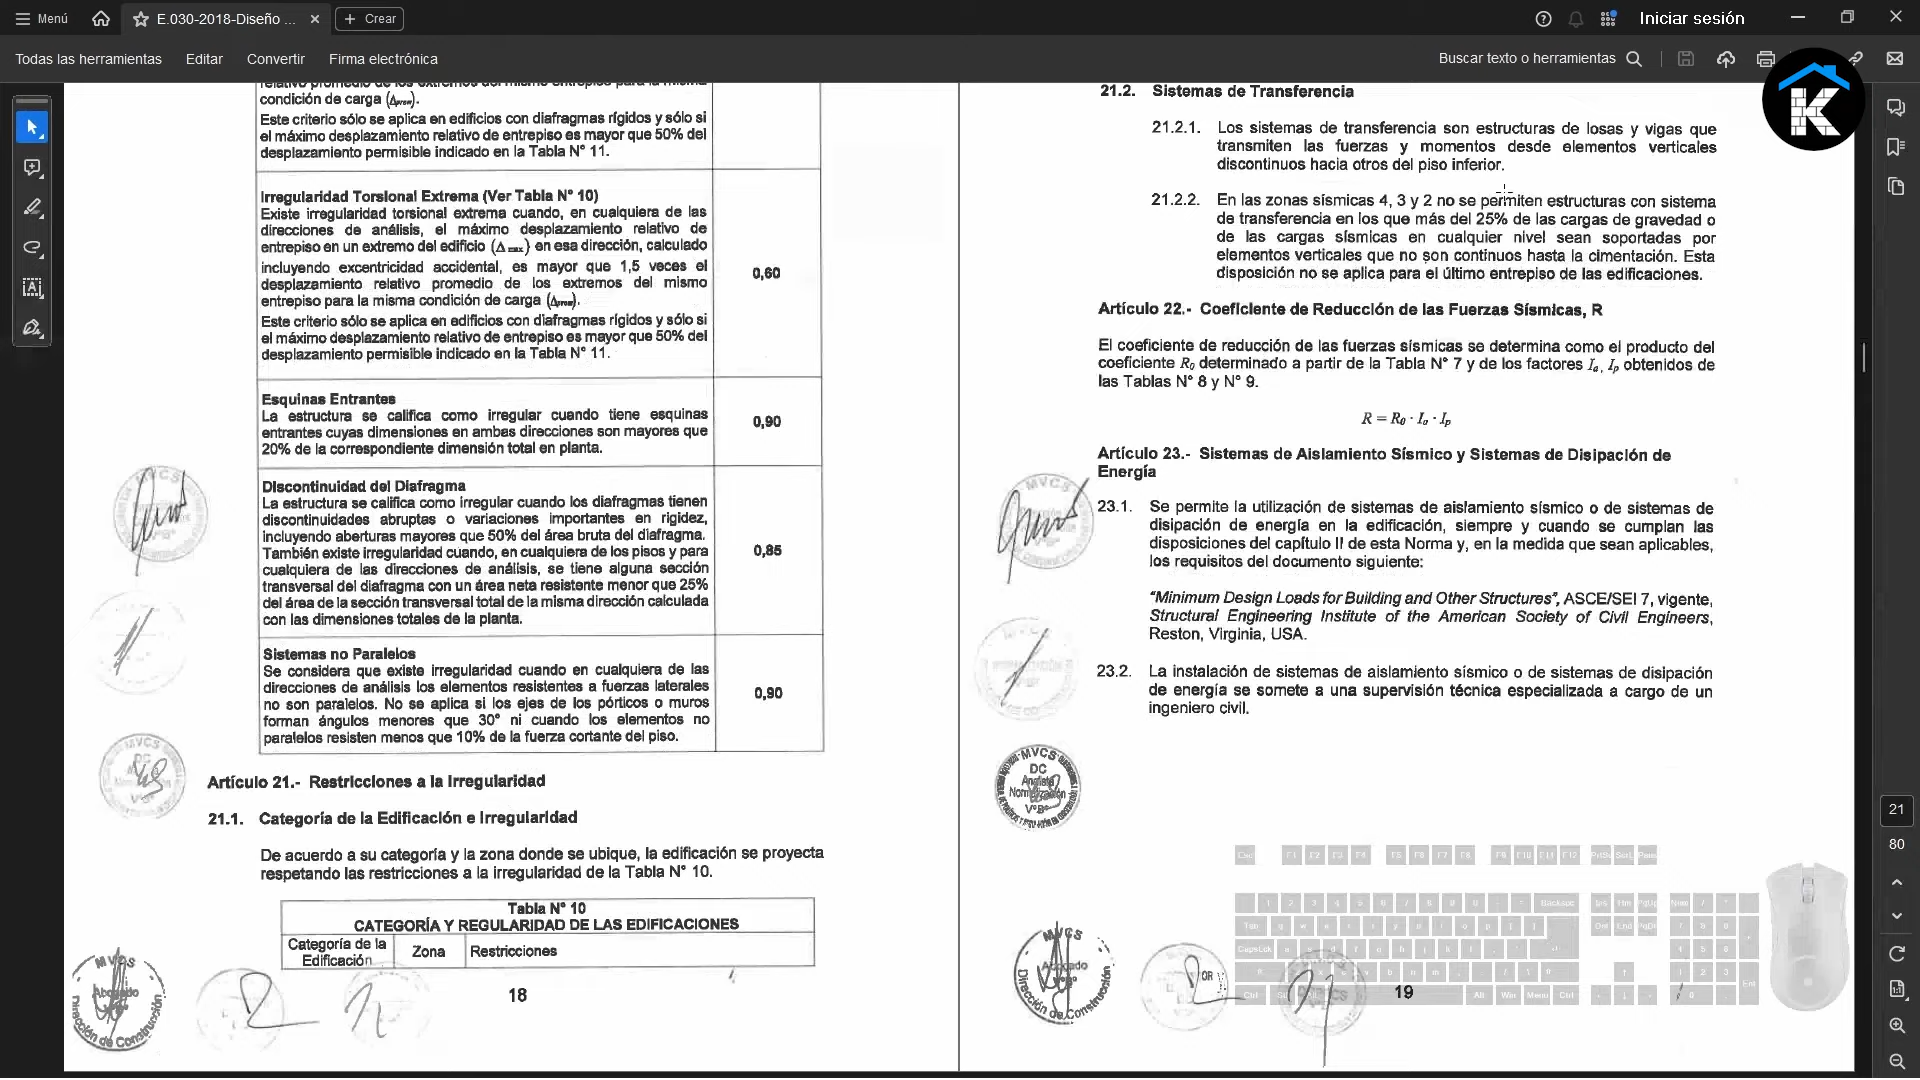 Menú
E.030-2018-Diseño ...
Crear
Iniciar sesión
Todas las herramientas
Editar
Convertir
Firma electrónica
Buscar texto o herramientas
K
condición de carga (Δprom).
Este criterio sólo se aplica en edificios con diafragmas rígidos y sólo si
el máximo desplazamiento relativo de entrepiso es mayor que 50% del
desplazamiento permisible indicado en la Tabla N° 11.
Irregularidad Torsional Extrema (Ver Tabla N° 10)
Existe irregularidad torsional extrema cuando, en cualquiera de las
direcciones de análisis, el máximo desplazamiento relativo de
entrepiso en un extremo del edificio (Δmax) en esa dirección, calculado
incluyendo excentricidad accidental, es mayor que 1,5 veces el
desplazamiento relativo promedio de los extremos del mismo
entrepiso para la misma condición de carga (Δprom).
Este criterio sólo se aplica en edificios con diafragmas rígidos y sólo si
el máximo desplazamiento relativo de entrepiso es mayor que 50% del
desplazamiento permisible indicado en la Tabla N° 11.
0,60
Esquinas Entrantes
La estructura se califica como irregular cuando tiene esquinas
entrantes cuyas dimensiones en ambas direcciones son mayores que
20% de la correspondiente dimensión total en planta.
0,90
Discontinuidad del Diafragma
La estructura se califica como irregular cuando los diafragmas tienen
discontinuidades abruptas o variaciones importantes en rigidez,
incluyendo aberturas mayores que 50% del área bruta del diafragma.
También existe irregularidad cuando, en cualquiera de los pisos y para
cualquiera de las direcciones de análisis, se tiene alguna sección
transversal del diafragma con un área neta resistente menor que 25%
del área de la sección transversal total de la misma dirección calculada
con las dimensiones totales de la planta.
0,85
Sistemas no Paralelos
Se considera que existe irregularidad cuando en cualquiera de las
direcciones de análisis los elementos resistentes a fuerzas laterales
no son paralelos. No se aplica si los ejes de los pórticos o muros
forman ángulos menores que 30° ni cuando los elementos no
paralelos resisten menos que 10% de la fuerza cortante del piso.
0,90
Artículo 21.- Restricciones a la Irregularidad
21.1. Categoría de la Edificación e Irregularidad
De acuerdo a su categoría y la zona donde se ubique, la edificación se proyecta
respetando las restricciones a la irregularidad de la Tabla N° 10.
Tabla N° 10
CATEGORÍA Y REGULARIDAD DE LAS EDIFICACIONES
Categoría de la
Edificación
Zona
Restricciones
MVCS
Abogado
Dirección de Construcción
18
21.2. Sistemas de Transferencia
21.2.1. Los sistemas de transferencia son estructuras de losas y vigas que
transmiten las fuerzas y momentos desde elementos verticales
discontinuos hacia otros del piso inferior.
21.2.2. En las zonas sísmicas 4, 3 y 2 no se permiten estructuras con sistema
de transferencia en los que más del 25% de las cargas de gravedad o
de las cargas sísmicas en cualquier nivel sean soportadas por
elementos verticales que no son continuos hasta la cimentación. Esta
disposición no se aplica para el último entrepiso de las edificaciones.
Artículo 22.- Coeficiente de Reducción de las Fuerzas Sísmicas, R
El coeficiente de reducción de las fuerzas sísmicas se determina como el producto del
coeficiente R0 determinado a partir de la Tabla N° 7 y de los factores Ia, Ip obtenidos de
las Tablas N° 8 y N° 9.
R = R0 · Ia · Ip
Artículo 23.- Sistemas de Aislamiento Sísmico y Sistemas de Disipación de
Energía
23.1. Se permite la utilización de sistemas de aislamiento sísmico o de sistemas de
disipación de energía en la edificación, siempre y cuando se cumplan las
disposiciones del capítulo II de esta Norma y, en la medida que sean aplicables,
los requisitos del documento siguiente:
"Minimum Design Loads for Building and Other Structures", ASCE/SEI 7, vigente,
Structural Engineering Institute of the American Society of Civil Engineers,
Reston, Virginia, USA.
23.2. La instalación de sistemas de aislamiento sísmico o de sistemas de disipación
de energía se somete a una supervisión técnica especializada a cargo de un
ingeniero civil.
MVCS
DC
Analista
Normalización
V°B°
MVCS
Abogado
Dirección de Construcción
19
21
80